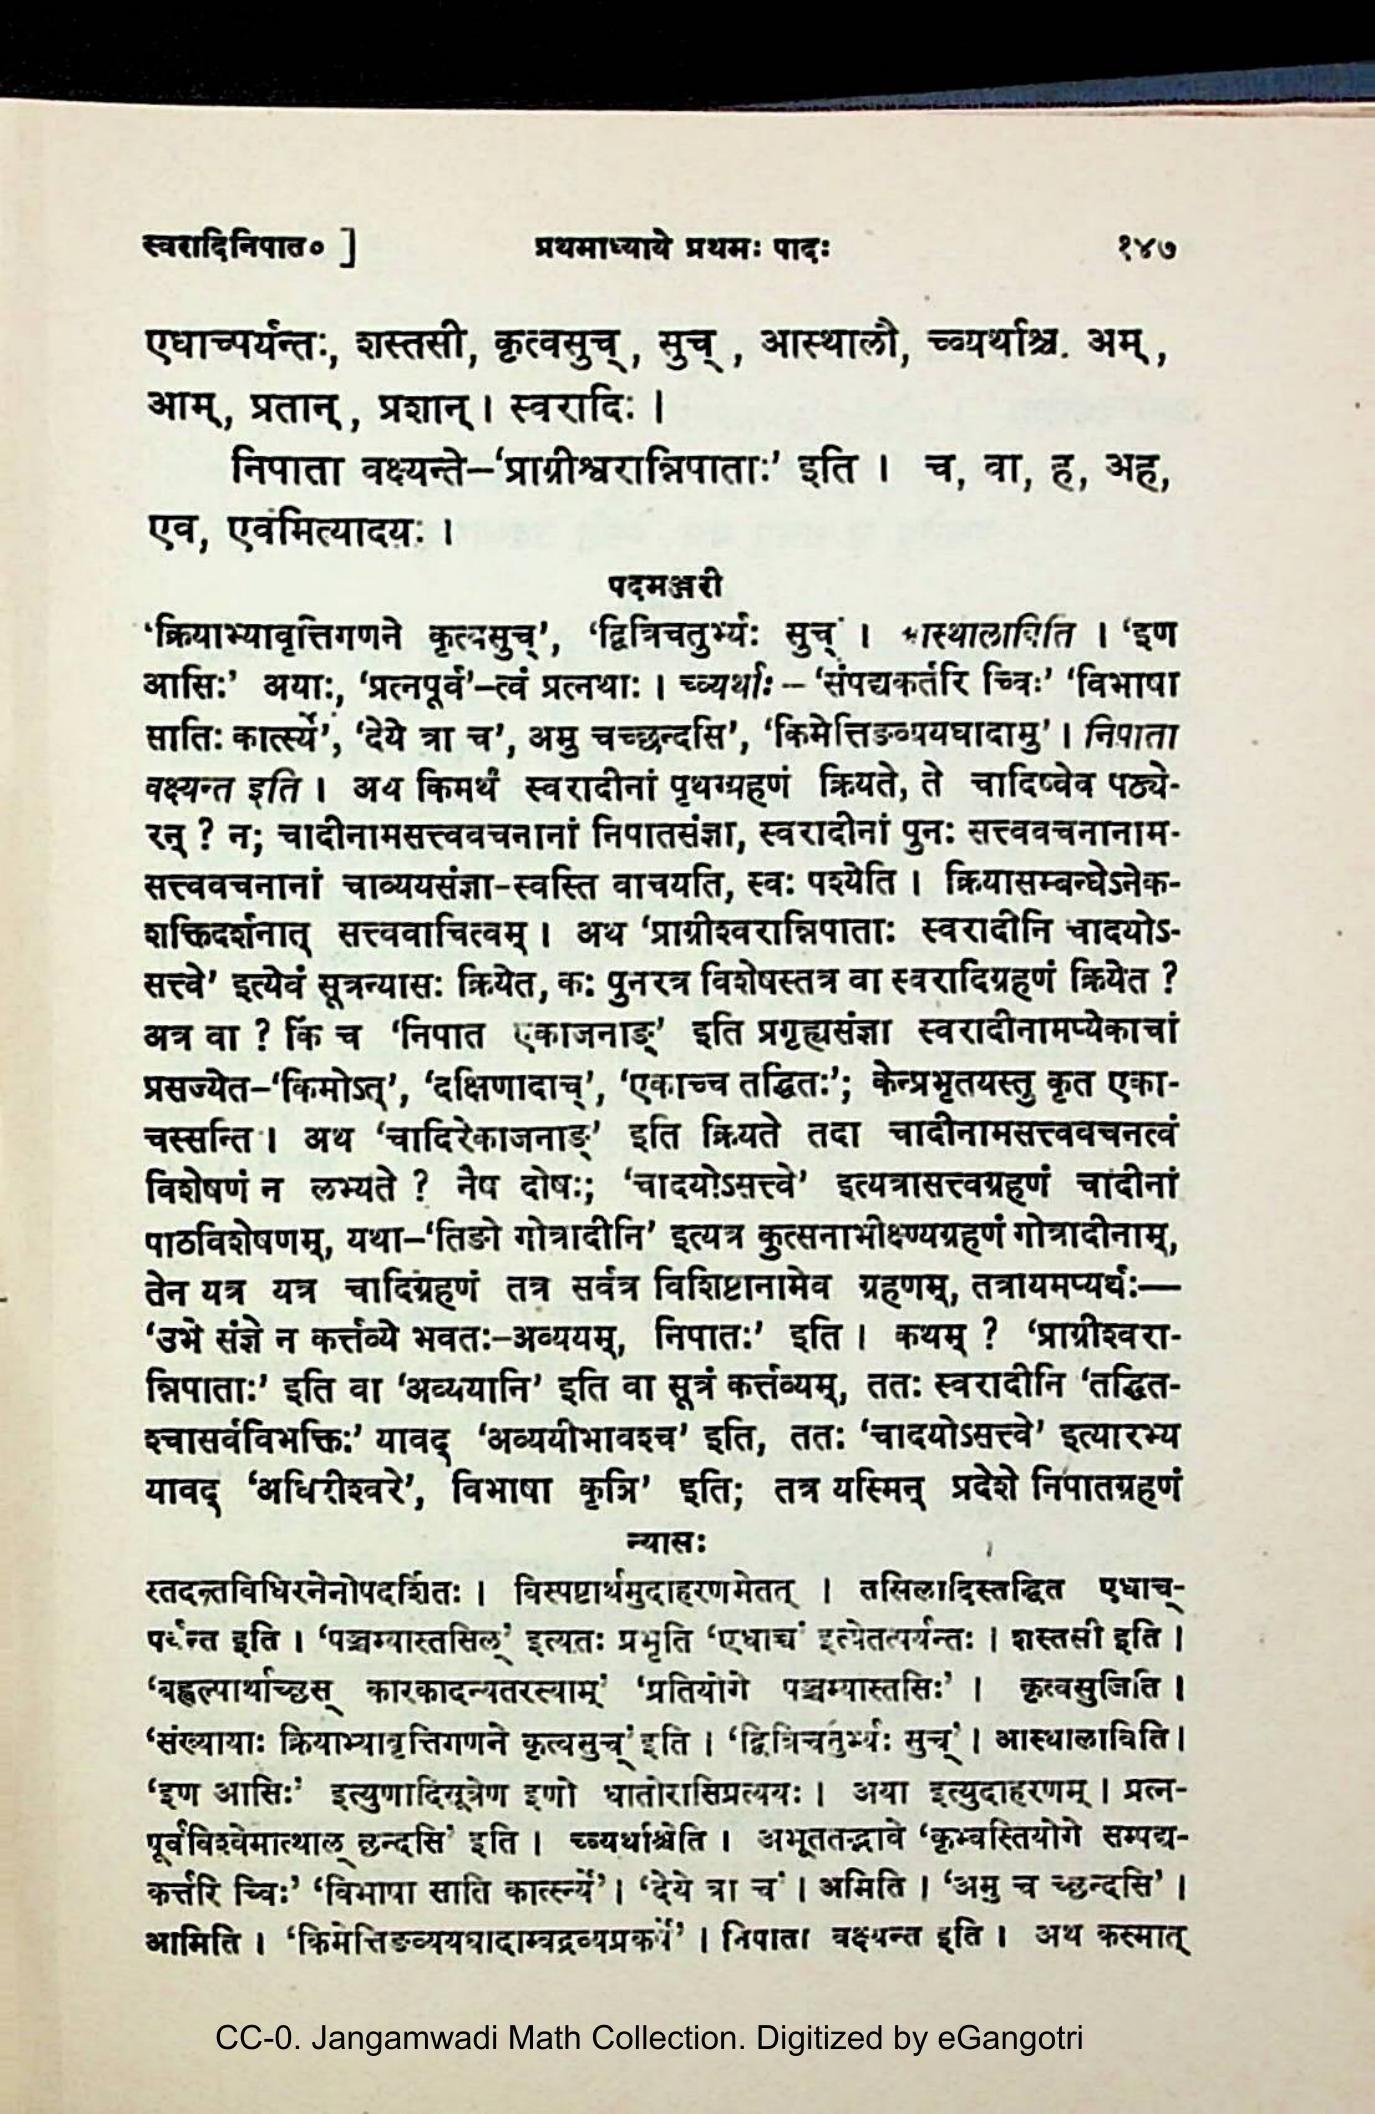 स्वरादिनिपात० ]
प्रथमाध्याये प्रथमः पादः
१४७
एधाच्पर्यन्तः, शस्तसी, कृत्वसुच् , सुच् , आस्थालौ, च्व्यर्थाश्च. अम् ,
आम्, प्रतान् , प्रशान् । स्वरादिः ।
निपाता वक्ष्यन्ते–‘प्राग्रीश्वरान्निपाताः’ इति । च, वा, ह, अह,
एव, एवमित्यादयः ।
पदमञ्जरी
‘क्रियाभ्यावृत्तिगणने कृत्वसुच्’, ‘द्वित्रिचतुर्भ्यः सुच्’ । आस्थालाविति । ‘इण
आसिः’ अयाः, ‘प्रत्नपूर्व’–त्वं प्रत्नथाः । च्व्यर्थाः – ‘संपद्यकर्तरि च्विः’ ‘विभाषा
सातिः कार्त्स्न्ये’, ‘देये त्रा च’, अमु चच्छन्दसि’, ‘किमेत्तिङव्ययघादामु’ । निपाता
वक्ष्यन्त इति । अथ किमर्थं स्वरादीनां पृथग्ग्रहणं क्रियते, ते चादिष्वेव पठ्ये-
रन् ? न; चादीनामसत्त्ववचनानां निपातसंज्ञा, स्वरादीनां पुनः सत्त्ववचनानाम-
सत्त्ववचनानां चाव्ययसंज्ञा–स्वस्ति वाचयति, स्वः पश्येति । क्रियासम्बन्धेऽनेक-
शक्तिदर्शनात् सत्त्ववाचित्वम् । अथ ‘प्राग्रीश्वरान्निपाताः स्वरादीनि चादयोऽ-
सत्त्वे’ इत्येवं सूत्रन्यासः क्रियेत, कः पुनरत्र विशेषस्तत्र वा स्वरादिग्रहणं क्रियेत ?
अत्र वा ? किं च ‘निपात एकाजनाङ्’ इति प्रगृह्यसंज्ञा स्वरादीनामप्येकाचां
प्रसज्येत–‘किमोऽत्’, ‘दक्षिणादाच्’, ‘एकाच्च तद्धितः’; केन्प्रभृतयस्तु कृत एका-
चस्सन्ति । अथ ‘चादिरेकाजनाङ्’ इति क्रियते तदा चादीनामसत्त्ववचनत्वं
विशेषणं न लभ्यते ? नैष दोषः; ‘चादयोऽसत्त्वे’ इत्यत्रासत्त्वग्रहणं चादीनां
पाठविशेषणम्, यथा–‘तिङो गोत्रादीनि’ इत्यत्र कुत्सनाभीक्ष्ण्यग्रहणं गोत्रादीनाम्,
तेन यत्र यत्र चादिग्रहणं तत्र सर्वत्र विशिष्टानामेव ग्रहणम्, तत्रायमप्यर्थः—
‘उभे संज्ञे न कर्त्तव्ये भवतः–अव्ययम्, निपातः’ इति । कथम् ? ‘प्राग्रीश्वरा-
न्निपाताः’ इति वा ‘अव्ययानि’ इति वा सूत्रं कर्त्तव्यम्, ततः स्वरादीनि ‘तद्धित-
श्चासर्वविभक्तिः’ यावद् ‘अव्ययीभावश्च’ इति, ततः ‘चादयोऽसत्त्वे’ इत्यारभ्य
यावद् ‘अधिरीश्वरे’, विभाषा कृञि’ इति; तत्र यस्मिन् प्रदेशे निपातग्रहणं
न्यासः
स्तदन्तविधिरनेनोपदर्शितः । विस्पष्टार्थमुदाहरणमेतत् । तसिलादिस्तद्धित एधाच्-
पर्यन्त इति । ‘पञ्चम्यास्तसिल्’ इत्यतः प्रभृति ‘एधाच्च’ इत्येतत्पर्यन्तः । शस्तसी इति ।
‘बह्वल्पार्थाच्छस् कारकादन्यतरस्याम्’ ‘प्रतियोगे पञ्चम्यास्तसिः’ । कृत्वसुजिति ।
‘संख्यायाः क्रियाभ्यावृत्तिगणने कृत्वसुच्’ इति । ‘द्वित्रिचतुर्भ्यः सुच्’ । आस्थालाविति ।
‘इण आसिः’ इत्युणादिसूत्रेण इणो धातोरासिप्रत्ययः । अया इत्युदाहरणम् । प्रत्न-
पूर्वविश्वेमात्थाल् छन्दसि’ इति । च्व्यर्थाश्चेति । अभूततद्भावे ‘कृभ्वस्तियोगे सम्पद्य-
कर्त्तरि च्विः’ ‘विभाषा साति कार्त्स्न्ये’ । ‘देये त्रा च’ । अमिति । ‘अमु च च्छन्दसि’ ।
आमिति । ‘किमेत्तिङव्ययघादाम्वद्रव्यप्रकर्षे’ । निपाता वक्ष्यन्त इति । अथ कस्मात्
CC-0. Jangamwadi Math Collection. Digitized by eGangotri